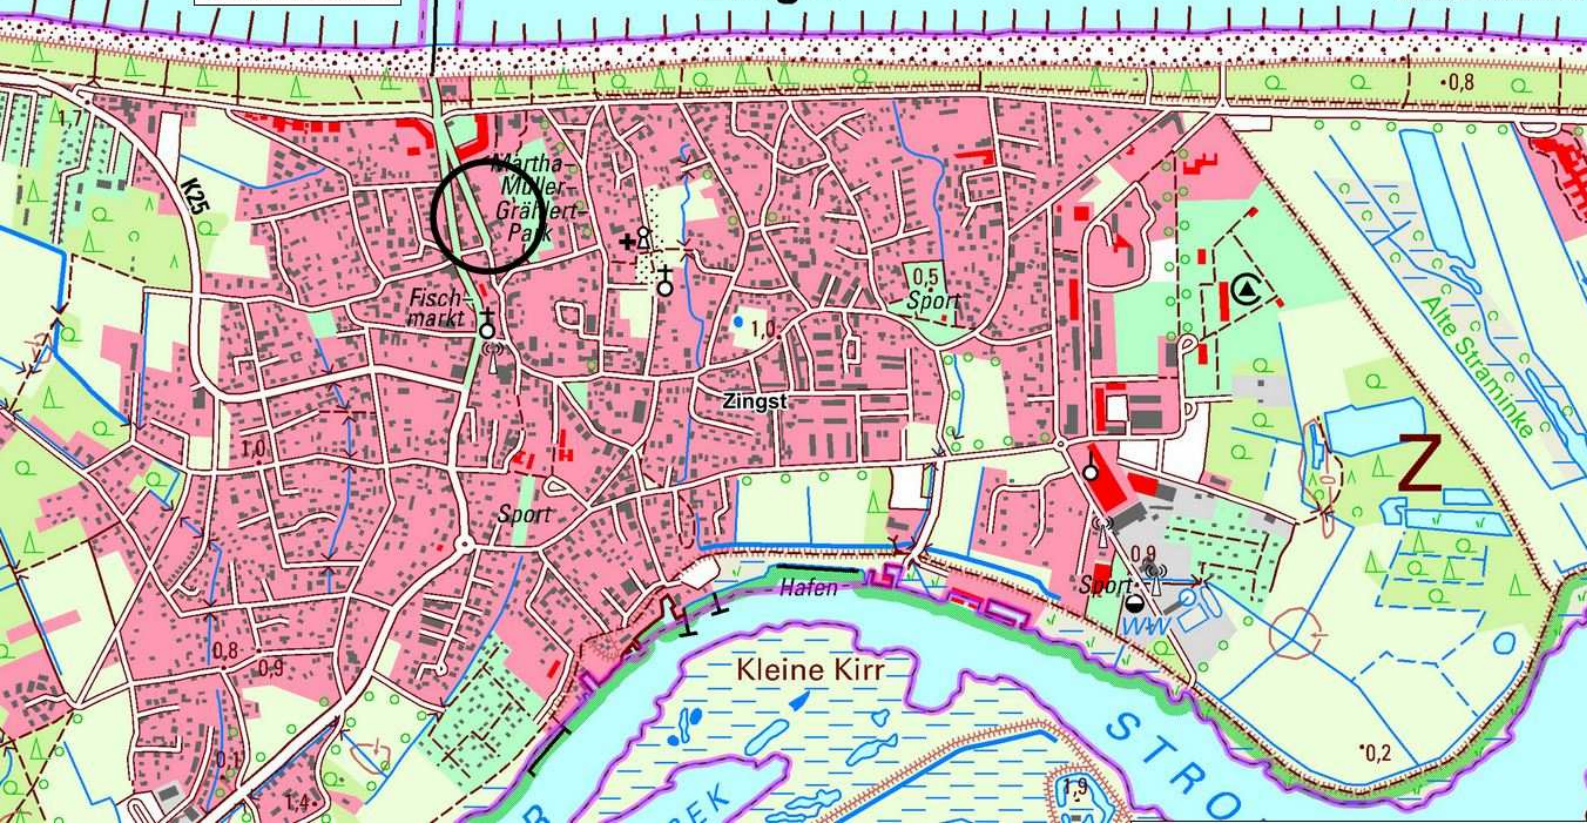 0,8
1,7
K25
Martha-
Müller-
Grählert-
Park
Fisch-
markt
0,5
Sport
1,0
Zingst
Alte Straminke
Z
1,0
Sport
0 9
Hafen
Sport
WW
0,8
0,9
Kleine Kirr
STRO
0,2
0,1
1,9
1,4
R
REK